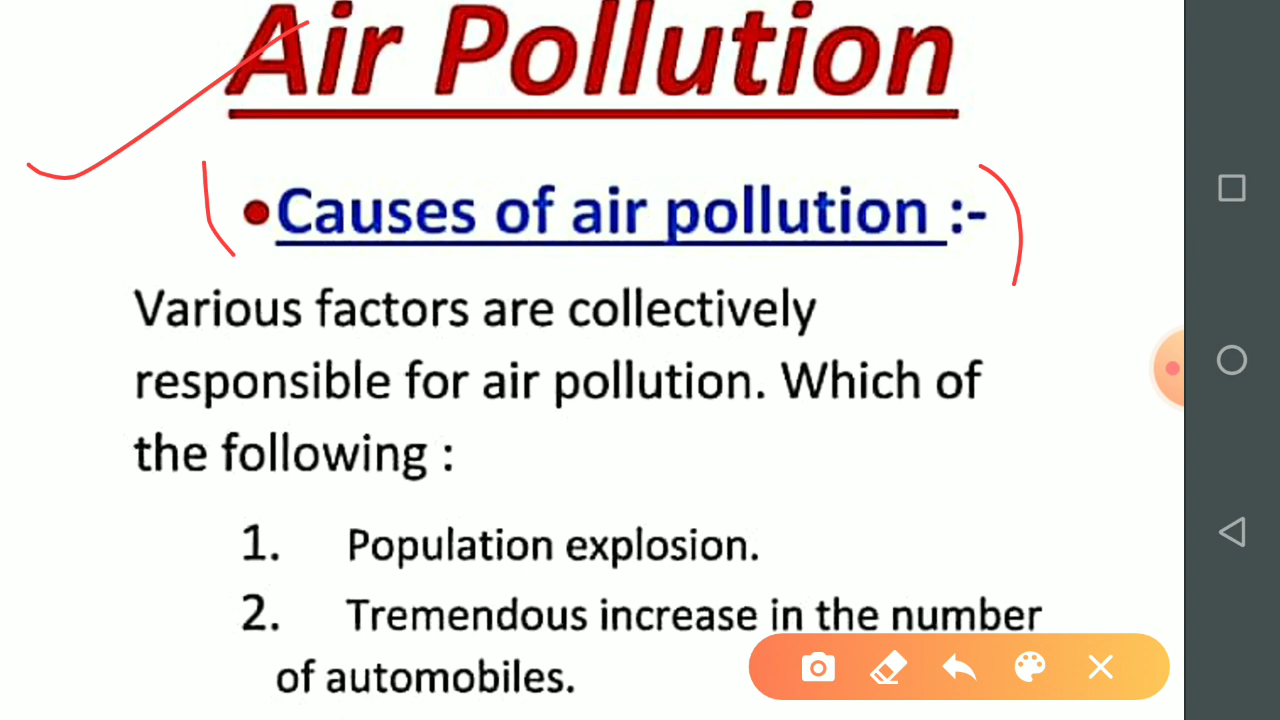 Air Pollution
•Causes of air pollution :-
Various factors are collectively
responsible for air pollution. Which of
the following :
1. Population explosion.
2. Tremendous increase in the number
of automobiles.